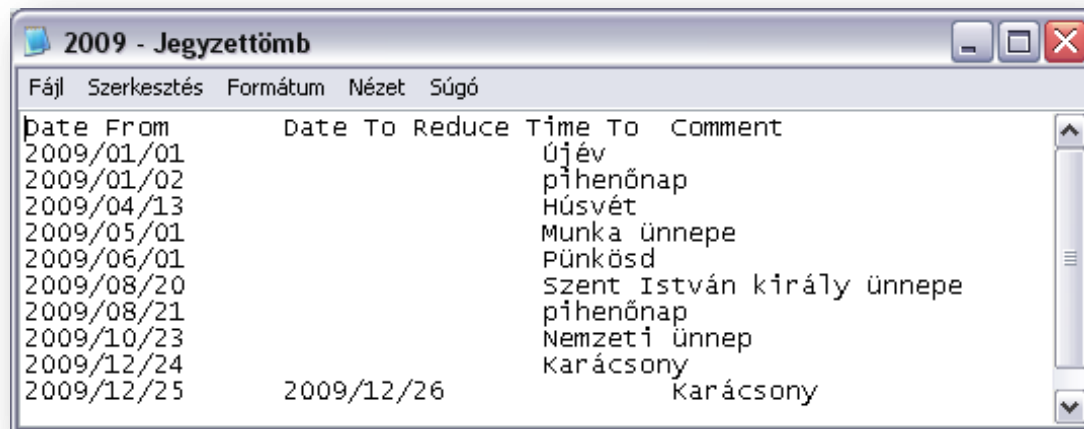 2009 - Jegyzettömb
Fájl Szerkesztés Formátum Nézet Súgó
Date From Date To Reduce Time To Comment
2009/01/01 Újév
2009/01/02 pihenőnap
2009/04/13 Húsvét
2009/05/01 Munka ünnepe
2009/06/01 Pünkösd
2009/08/20 Szent István király ünnepe
2009/08/21 pihenőnap
2009/10/23 Nemzeti ünnep
2009/12/24 Karácsony
2009/12/25 2009/12/26 Karácsony